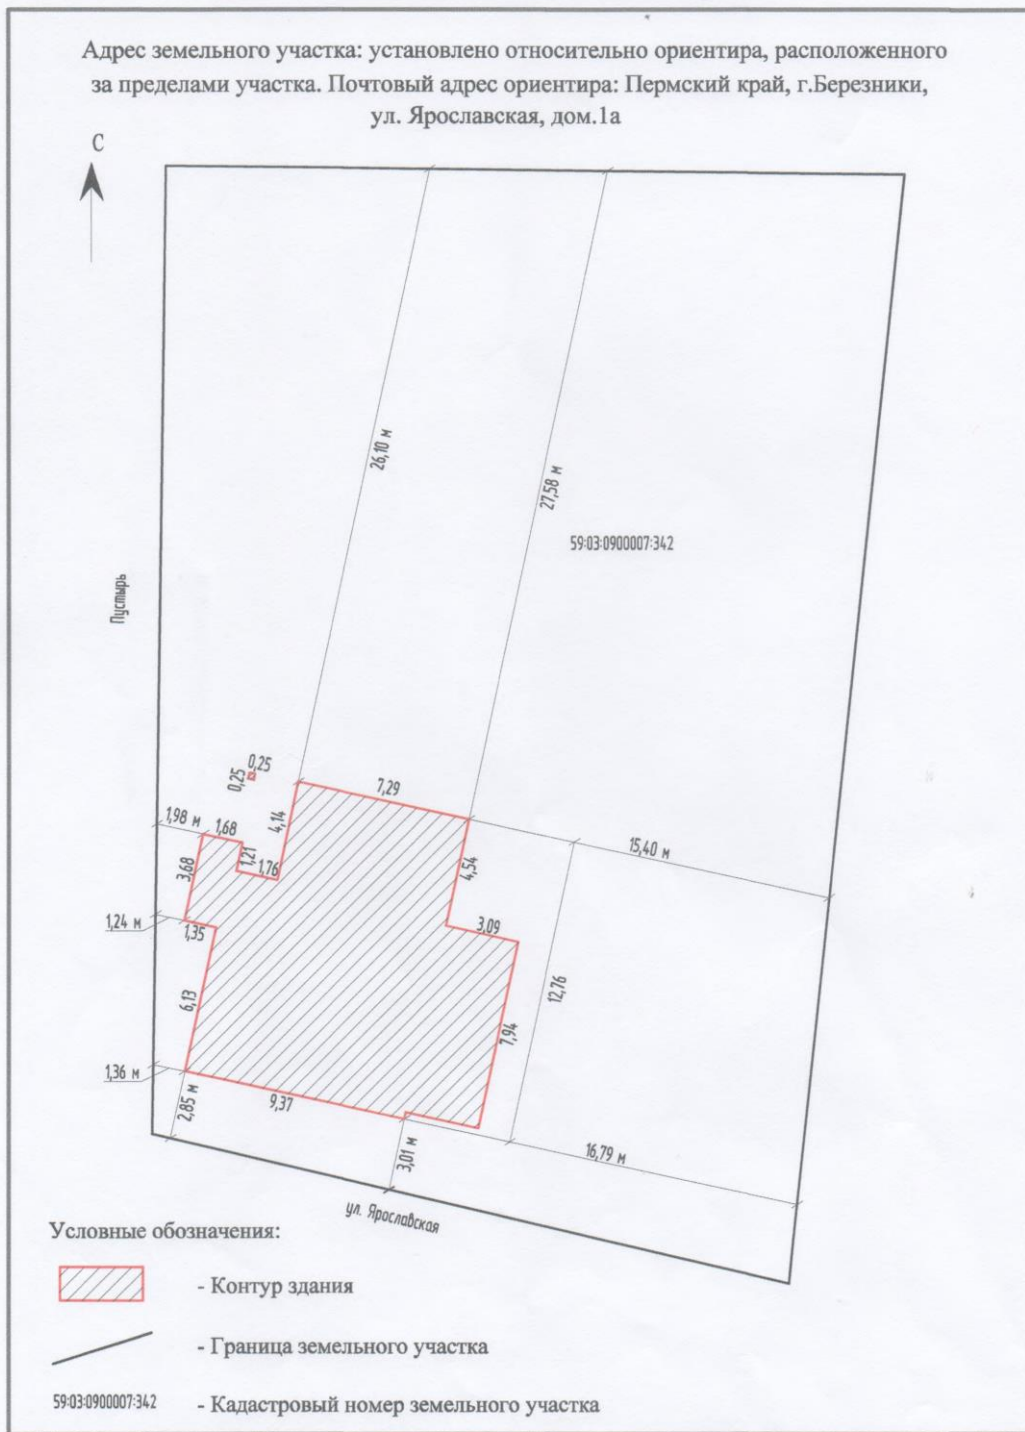 Адрес земельного участка: установлено относительно ориентира, расположенного
за пределами участка. Почтовый адрес ориентира: Пермский край, г.Березники,
ул. Ярославская, дом.1а
С
26,10 м
27,58 м
59:03:0900007:342
Пустырь
0,25
0,25
7,29
1,98 м
1,68
4,14
1,21
1,76
15,40 м
3,68
4,54
1,24 м
1,35
3,09
6,13
12,76
7,94
1,36 м
2,85 м
9,37
3,01 м
16,79 м
ул. Ярославская
Условные обозначения:
- Контур здания
- Граница земельного участка
59:03:0900007:342 - Кадастровый номер земельного участка